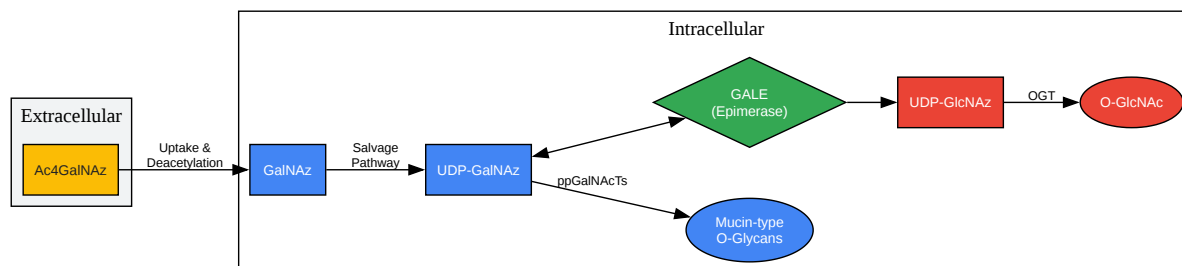 Intracellular
Extracellular
Ac4GalNAz
Uptake &
Deacetylation
GalNAz
Salvage
Pathway
UDP-GalNAz
GALE
(Epimerase)
UDP-GlcNAz
OGT
O-GlcNAc
ppGalNAcTs
Mucin-type
O-Glycans